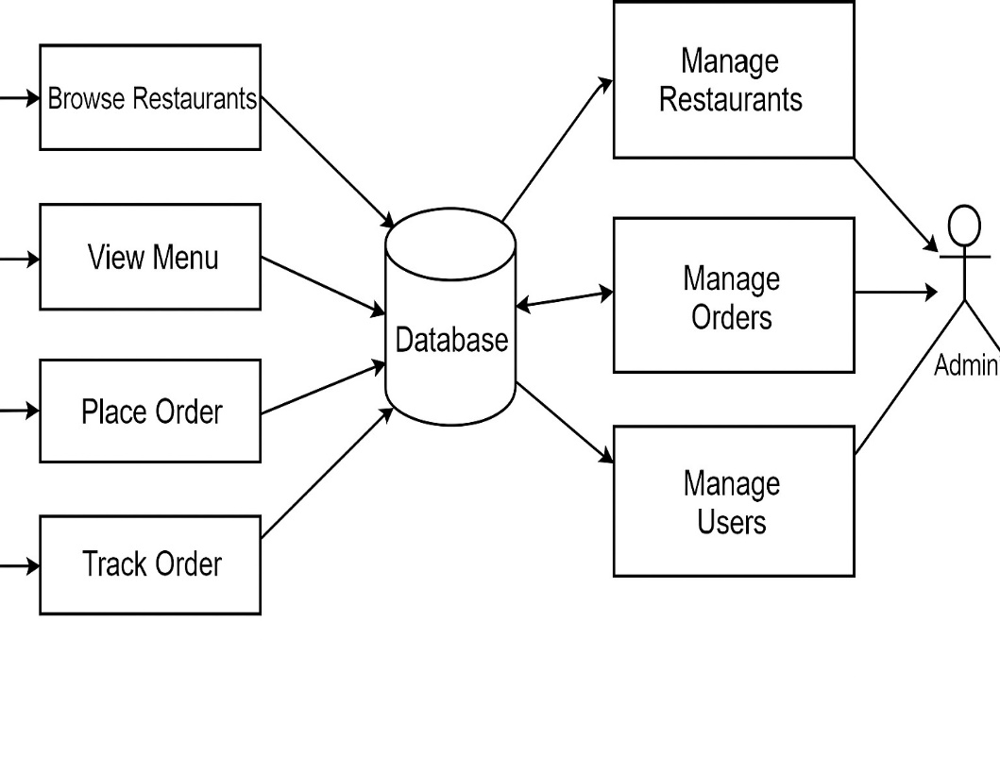 Browse Restaurants
View Menu
Place Order
Track Order
Database
Manage
Restaurants
Manage
Orders
Manage
Users
Admin